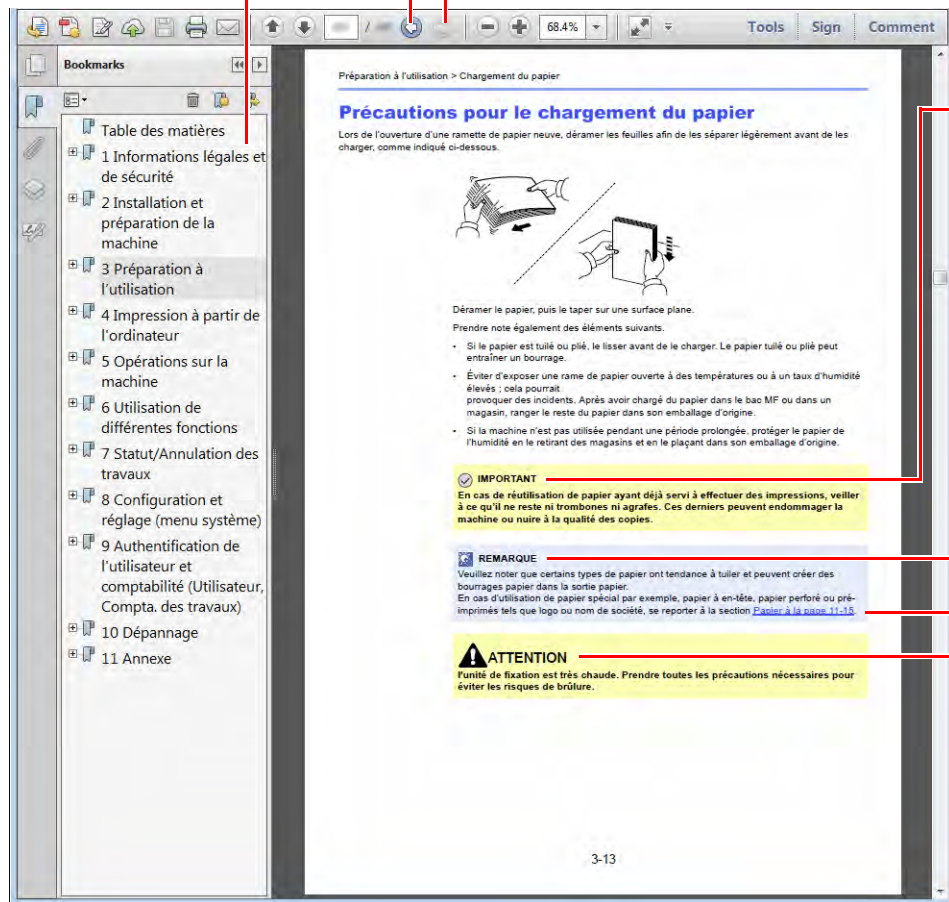 /
68.4%
Tools
Sign
Comment
Bookmarks
Table des matières
1 Informations légales et
de sécurité
2 Installation et
préparation de la
machine
3 Préparation à
l'utilisation
4 Impression à partir de
l'ordinateur
5 Opérations sur la
machine
6 Utilisation de
différentes fonctions
7 Statut/Annulation des
travaux
8 Configuration et
réglage (menu système)
9 Authentification de
l'utilisateur et
comptabilité (Utilisateur,
Compta. des travaux)
10 Dépannage
11 Annexe
Préparation à l'utilisation > Chargement du papier
Précautions pour le chargement du papier
Lors de l'ouverture d'une ramette de papier neuve, déramer les feuilles afin de les séparer légèrement avant de les
charger, comme indiqué ci-dessous.
Déramer le papier, puis le taper sur une surface plane.
Prendre note également des éléments suivants.
• Si le papier est tuilé ou plié, le lisser avant de le charger. Le papier tuilé ou plié peut
entraîner un bourrage.
• Éviter d'exposer une rame de papier ouverte à des températures ou à un taux d'humidité
élevés ; cela pourrait
provoquer des incidents. Après avoir chargé du papier dans le bac MF ou dans un
magasin, ranger le reste du papier dans son emballage d'origine.
• Si la machine n'est pas utilisée pendant une période prolongée, protéger le papier de
l'humidité en le retirant des magasins et en le plaçant dans son emballage d'origine.
IMPORTANT
En cas de réutilisation de papier ayant déjà servi à effectuer des impressions, veiller
à ce qu'il ne reste ni trombones ni agrafes. Ces derniers peuvent endommager la
machine ou nuire à la qualité des copies.
REMARQUE
Veuillez noter que certains types de papier ont tendance à tuiler et peuvent créer des
bourrages papier dans la sortie papier.
En cas d'utilisation de papier spécial par exemple, papier à en-tête, papier perforé ou pré-
imprimés tels que logo ou nom de société, se reporter à la section Papier à la page 11-15.
ATTENTION
l'unité de fixation est très chaude. Prendre toutes les précautions nécessaires pour
éviter les risques de brûlure.
3-13